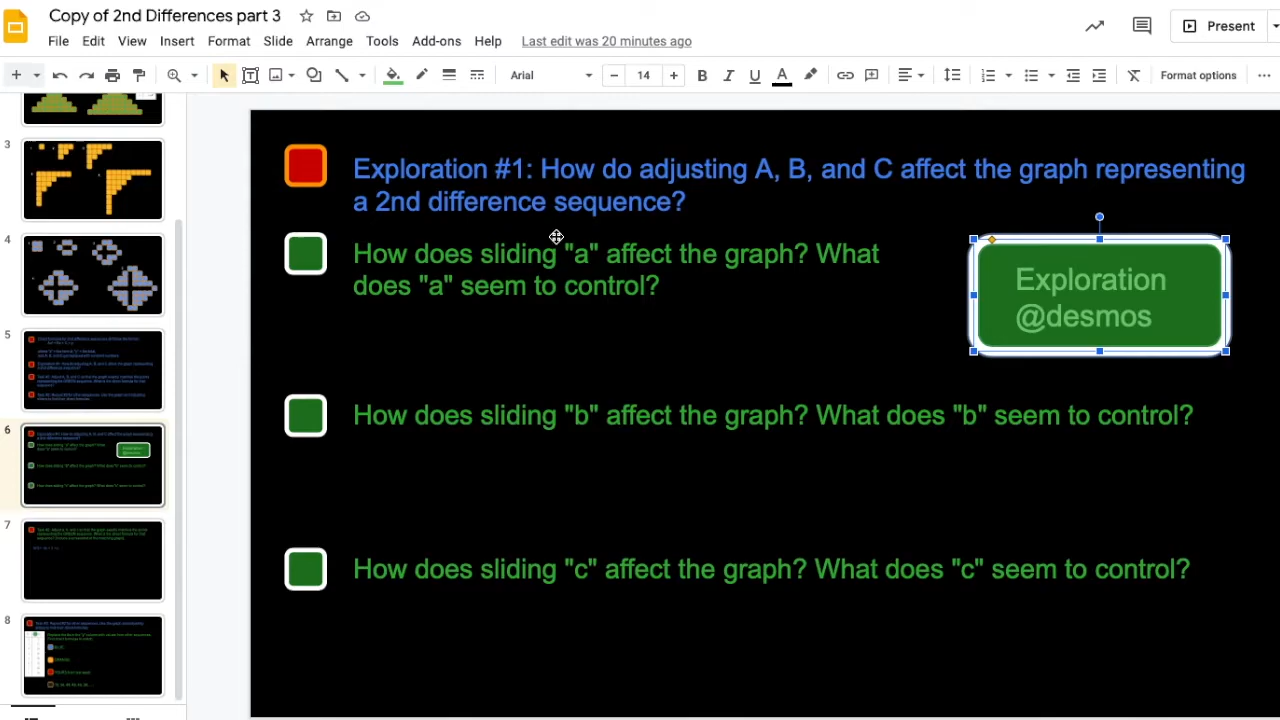 Copy of 2nd Differences part 3
File Edit View Insert Format Slide Arrange Tools Add-ons Help Last edit was 20 minutes ago
Present
Arial 14 B I U A Format options
Exploration #1: How do adjusting A, B, and C affect the graph representing
a 2nd difference sequence?
How does sliding "a" affect the graph? What
does "a" seem to control?
Exploration
@desmos
How does sliding "b" affect the graph? What does "b" seem to control?
How does sliding "c" affect the graph? What does "c" seem to control?
3
4
5
6
7
8